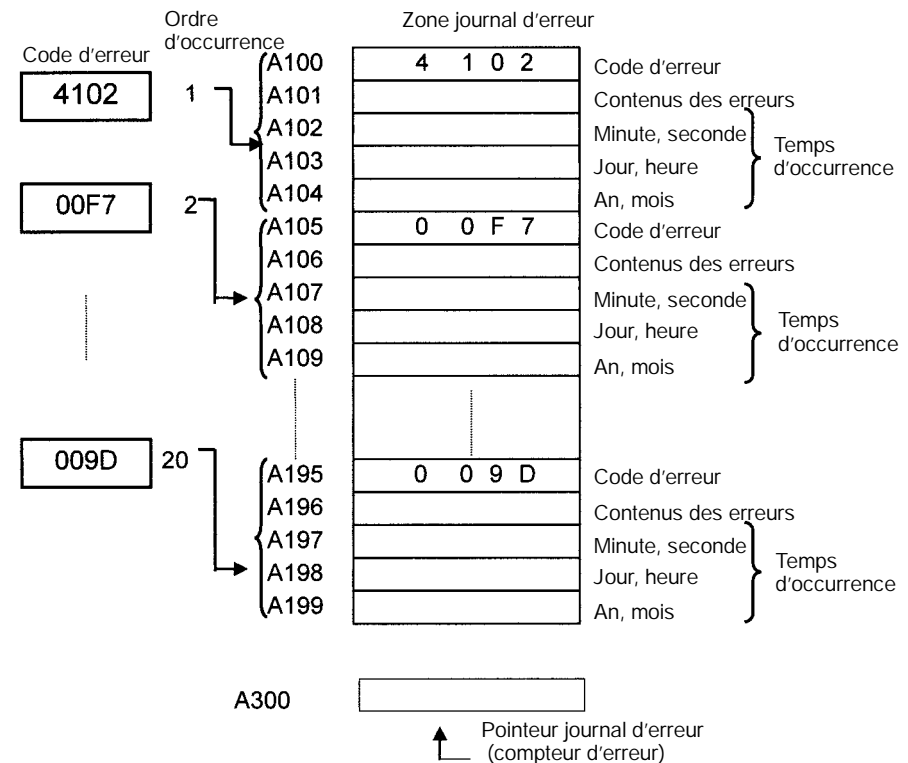 Ordre
d'occurrence
Zone journal d'erreur
Code d'erreur
A100 4 1 0 2 Code d'erreur
4102 1 A101 Contenus des erreurs
A102 Minute, seconde
Temps
d'occurrence
A103 Jour, heure
A104 An, mois
00F7 2 A105 0 0 F 7 Code d'erreur
A106 Contenus des erreurs
A107 Minute, seconde
Temps
d'occurrence
A108 Jour, heure
A109 An, mois
009D 20 A195 0 0 9 D Code d'erreur
A196 Contenus des erreurs
A197 Minute, seconde
Temps
d'occurrence
A198 Jour, heure
A199 An, mois
A300
Pointeur journal d'erreur
(compteur d'erreur)